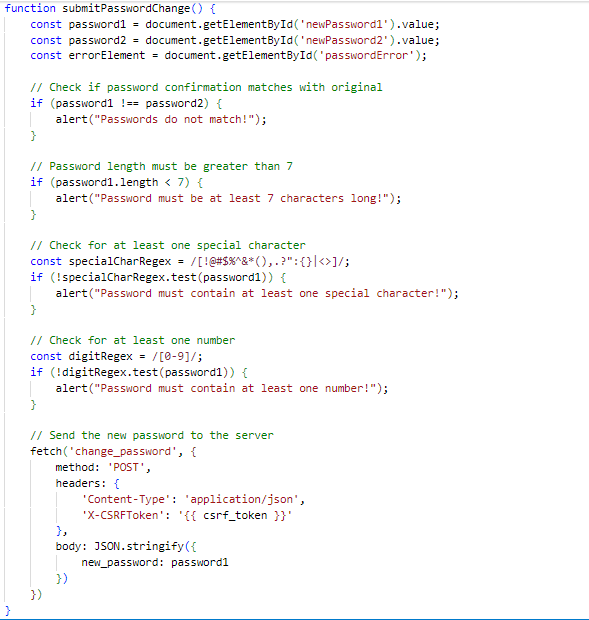 function submitPasswordChange() {
    const password1 = document.getElementById('newPassword1').value;
    const password2 = document.getElementById('newPassword2').value;
    const errorElement = document.getElementById('passwordError');

    // Check if password confirmation matches with original
    if (password1 !== password2) {
        alert("Passwords do not match!");
    }

    // Password length must be greater than 7
    if (password1.length < 7) {
        alert("Password must be at least 7 characters long!");
    }

    // Check for at least one special character
    const specialCharRegex = /[!@#$%^&*(),.?":{}|<>]/;
    if (!specialCharRegex.test(password1)) {
        alert("Password must contain at least one special character!");
    }

    // Check for at least one number
    const digitRegex = /[0-9]/;
    if (!digitRegex.test(password1)) {
        alert("Password must contain at least one number!");
    }

    // Send the new password to the server
    fetch('change_password', {
        method: 'POST',
        headers: {
            'Content-Type': 'application/json',
            'X-CSRFToken': '{{ csrf_token }}'
        },
        body: JSON.stringify({
            new_password: password1
        })
    })
}